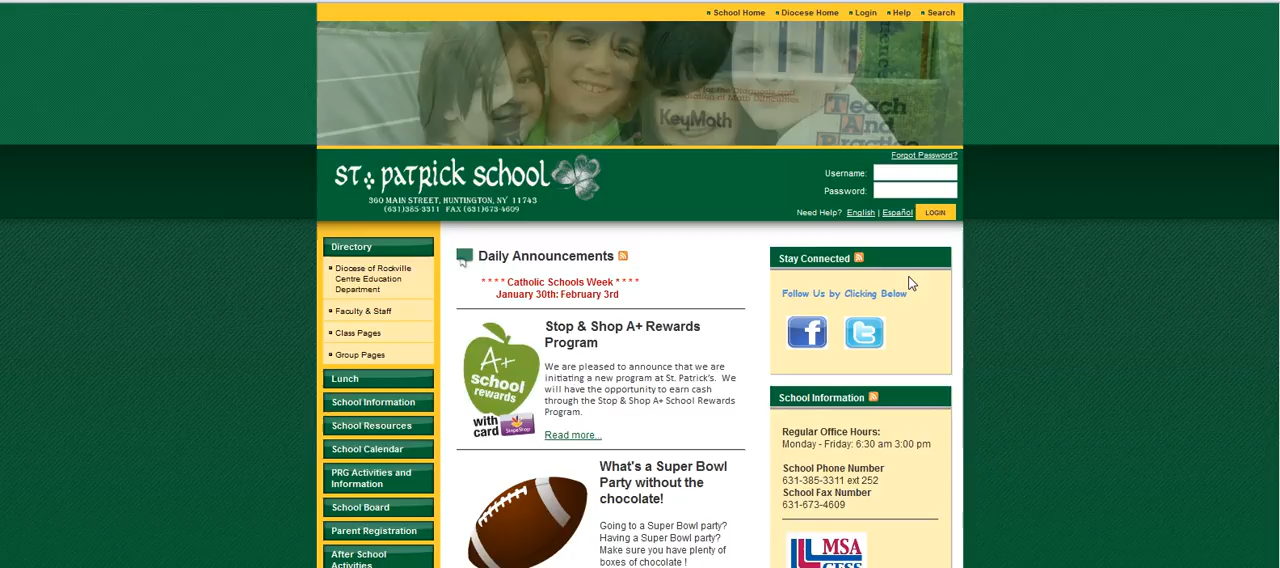 School Home
Diocese Home
Login
Help
Search
KeyMath
Teach
And
Practice
Forgot Password?
St. Patrick School
360 MAIN STREET, HUNTINGTON, NY 11743
(631)385-3311 FAX (631)673-4609
Username:
Password:
Need Help? English | Español
LOGIN
Directory
Diocese of Rockville
Centre Education
Department
Faculty & Staff
Class Pages
Group Pages
Lunch
School Information
School Resources
School Calendar
PRG Activities and
Information
School Board
Parent Registration
After School
Activities
Daily Announcements
* * * * Catholic Schools Week * * * *
January 30th: February 3rd
A+
school
rewards
with
card
Stop & Shop A+ Rewards
Program
We are pleased to announce that we are
initiating a new program at St. Patrick's. We
will have the opportunity to earn cash
through the Stop & Shop A+ School Rewards
Program.
Read more...
What's a Super Bowl
Party without the
chocolate!
Going to a Super Bowl party?
Having a Super Bowl party?
Make sure you have plenty of
boxes of chocolate !
Stay Connected
Follow Us by Clicking Below
School Information
Regular Office Hours:
Monday - Friday: 6:30 am 3:00 pm
School Phone Number
631-385-3311 ext 252
School Fax Number
631-673-4609
MSA
CESS